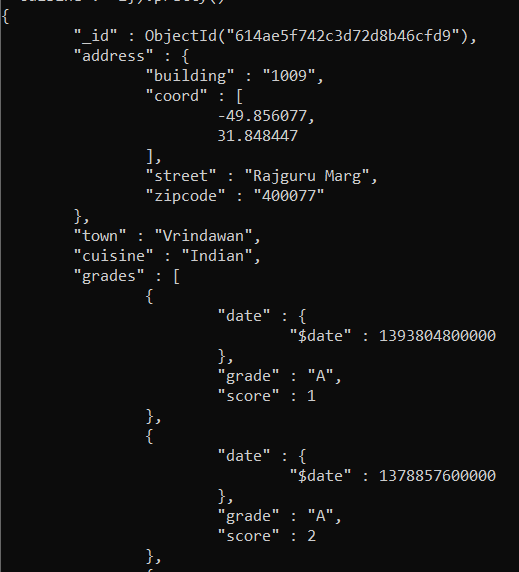 {
"_id" : ObjectId("614ae5f742c3d72d8b46cfd9"),
"address" : {
"building" : "1009",
"coord" : [
-49.856077,
31.848447
],
"street" : "Rajguru Marg",
"zipcode" : "400077"
},
"town" : "Vrindawan",
"cuisine" : "Indian",
"grades" : [
{
"date" : {
"$date" : 1393804800000
},
"grade" : "A",
"score" : 1
},
{
"date" : {
"$date" : 1378857600000
},
"grade" : "A",
"score" : 2
},